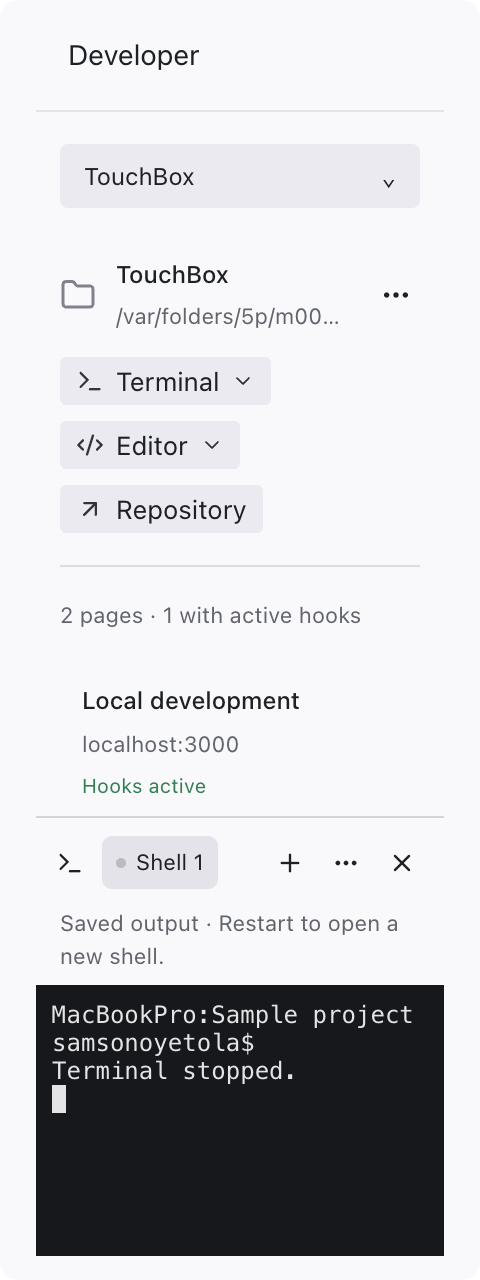 Developer
TouchBox
TouchBox
/var/folders/5p/m00...
Terminal
Editor
Repository
2 pages · 1 with active hooks
Local development
localhost:3000
Hooks active
Shell 1
Saved output · Restart to open a
new shell.
MacBookPro:Sample project
samsonoyetola$
Terminal stopped.